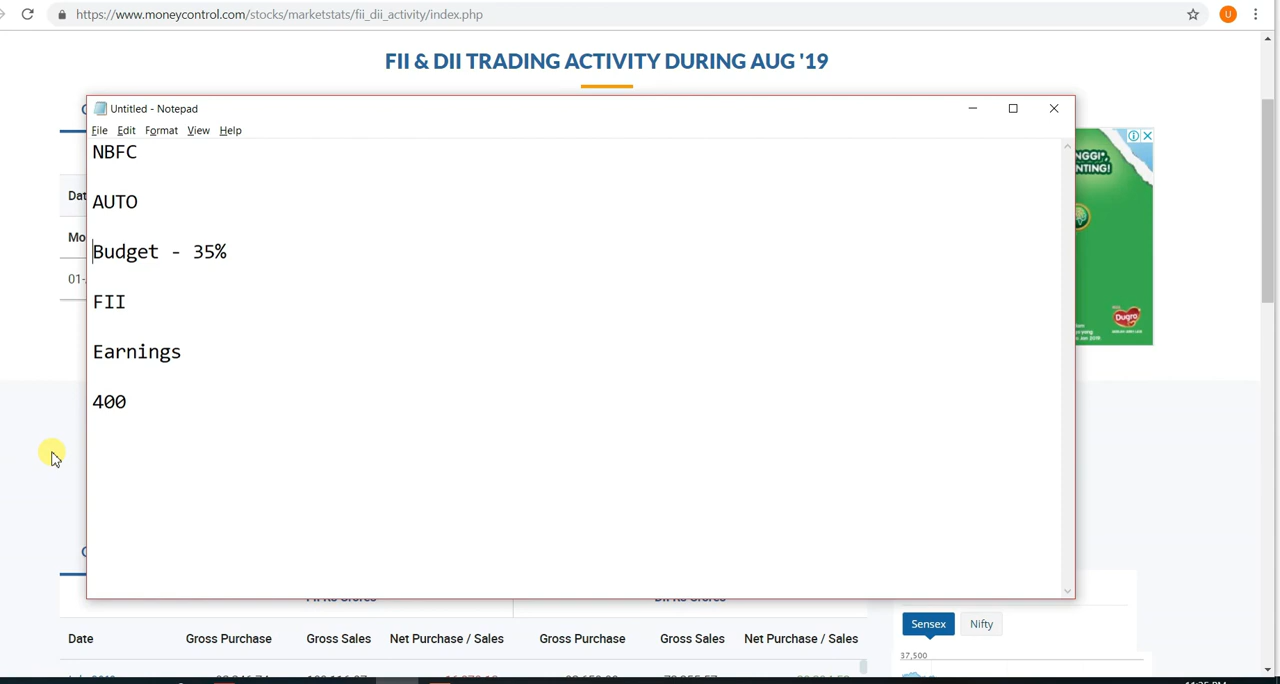 https://www.moneycontrol.com/stocks/marketstats/fii_dii_activity/index.php
U
FII & DII TRADING ACTIVITY DURING AUG '19
Untitled - Notepad
File Edit Format View Help
NBFC
AUTO
Budget - 35%
FII
Earnings
400
Dugro
Date Gross Purchase Gross Sales Net Purchase / Sales Gross Purchase Gross Sales Net Purchase / Sales
Sensex Nifty
37,500